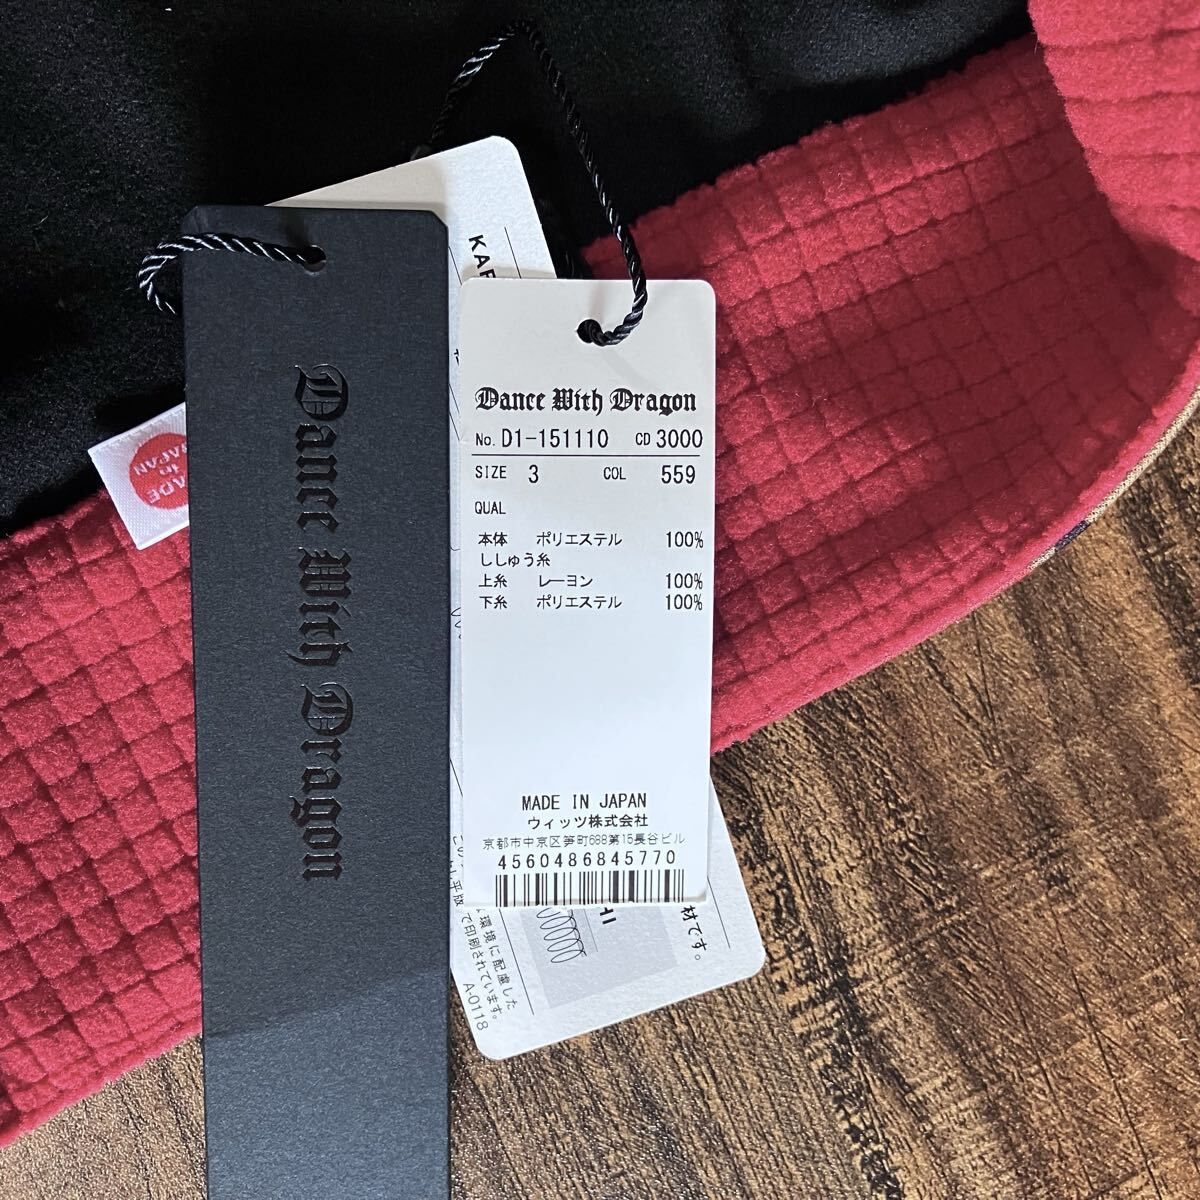 Dance With Dragon
MADE
in
JAPAN
Dance With Dragon
No. D1-151110 CD 3000
SIZE 3 COL 559
QUAL
本体 ポリエステル 100%
ししゅう糸
上糸 レーヨン 100%
下糸 ポリエステル 100%
MADE IN JAPAN
ウィッツ株式会社
京都市中京区笋町688第15長谷ビル
4560486845770
材です。
環境に配慮した
で印刷されています。
A-0118